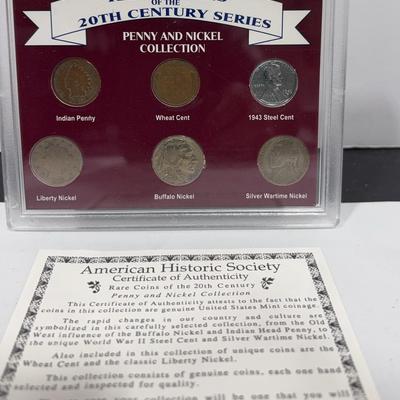 OF THE
20TH CENTURY SERIES
PENNY AND NICKEL
COLLECTION
Indian Penny
Wheat Cent
1943 Steel Cent
Liberty Nickel
Buffalo Nickel
Silver Wartime Nickel
American Historic Society
Certificate of Authenticity
Rare Coins of the 20th Century
Penny and Nickel Collection
This Certificate of Authenticity attests to the fact that the
coins in this collection are genuine United States Mint coinage.
The rapid changes in our country and culture are
symbolized in this carefully selected collection, from the Old
West influence of the Buffalo Nickel and Indian Head Penny, to
the unique World War II Steel Cent and Silver Wartime Nickel.
Also included in this collection of unique coins are the
Wheat Cent and the classic Liberty Nickel.
This collection consists of genuine coins, each one hand
selected and inspected for quality.
your collection will be a